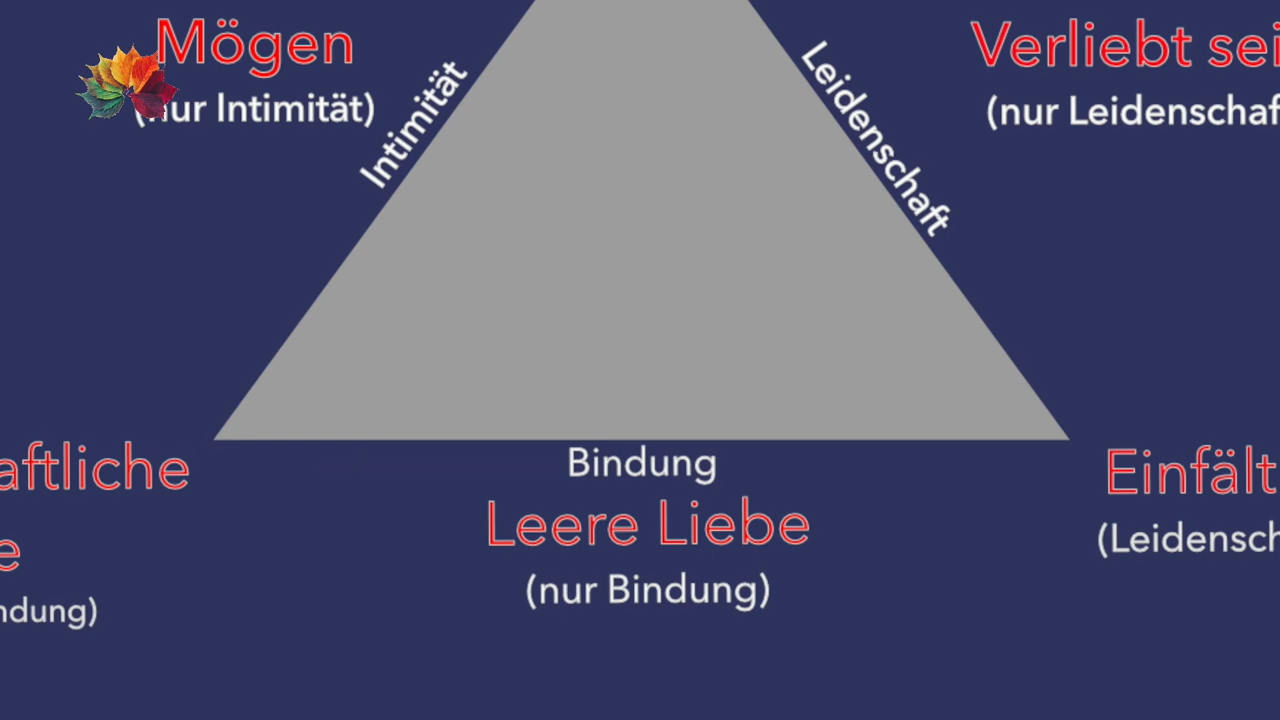 Mögen
(nur Intimität)
Intimität
Leidenschaft
Verliebt sei
(nur Leidenschaf
aftliche
e
ndung)
Bindung
Leere Liebe
(nur Bindung)
Einfält
(Leidensch